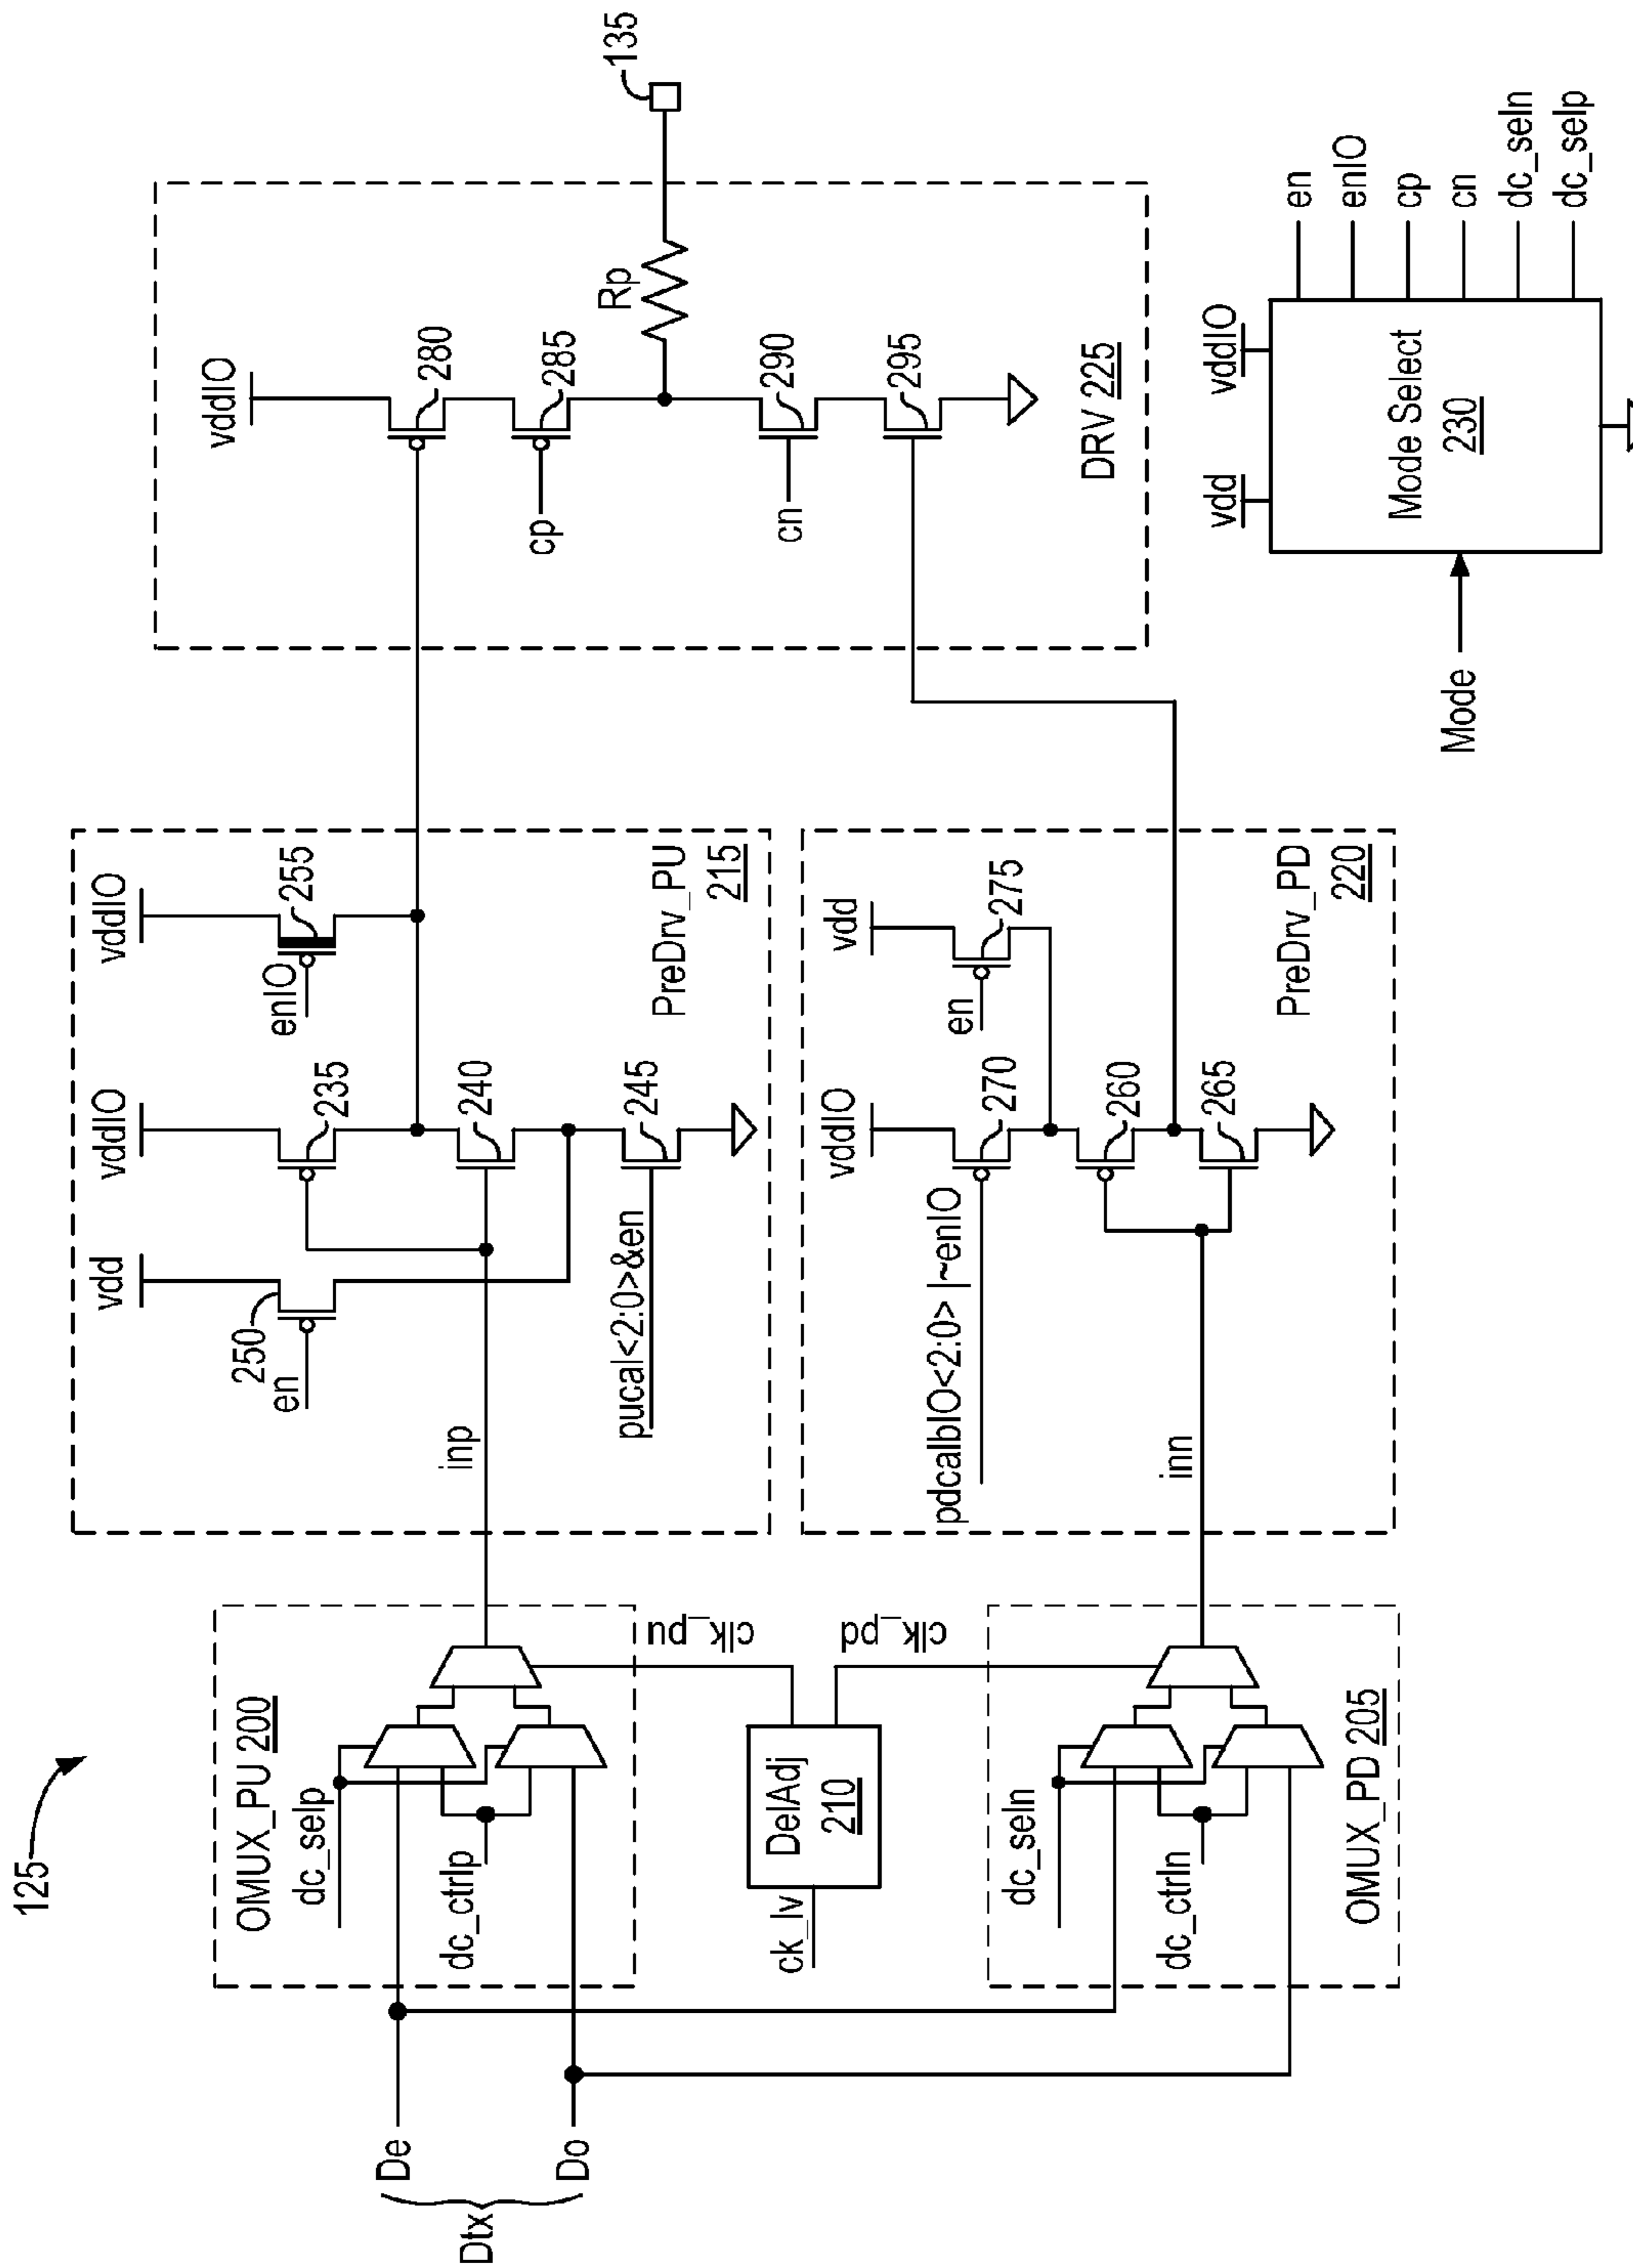 125
Dtx
De
Do
OMUX_PU 200
dc_selp
dc_ctrlp
ck_lv
DelAdj
210
clk_pu
clk_pd
dc_seln
dc_ctrln
OMUX_PD 205
inp
inn
vdd
250
en
vddIO
235
240
245
pucal<2:0>&en
vddIO
enIO
255
PreDrv_PU
215
pdcalbIO<2:0> |~enIO
vddIO
270
260
265
vdd
en
275
PreDrv_PD
220
vddIO
280
285
cp
290
cn
295
Rp
135
DRV 225
Mode
vdd
vddIO
Mode Select
230
en
enIO
cp
cn
dc_seln
dc_selp